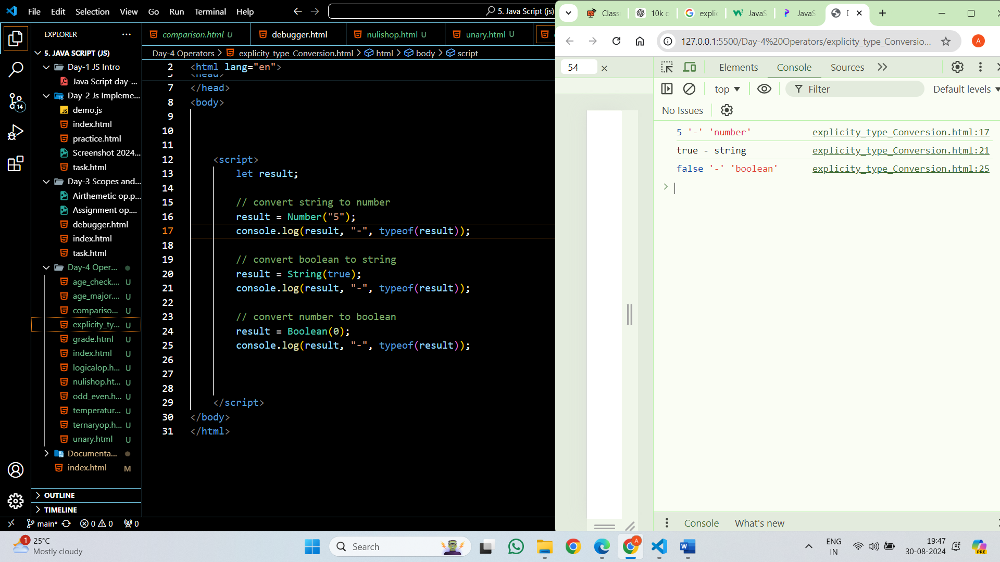 File Edit Selection View Go Run Terminal Help
5. Java Script (js)
EXPLORER
comparison.html U
debugger.html
nulishop.html U
unary.html U
5. JAVA SCRIPT (JS)
Day-1 JS Intro
Java Script day-...
Day-2 Js Impleme...
demo.js
index.html
practice.html
Screenshot 2024...
task.html
Day-3 Scopes and...
Airthemetic op.p...
Assignment op....
debugger.html
index.html
task.html
Day-4 Oper...
age_check.... U
age_major.... U
compariso... U
explicity_ty... U
grade.html U
index.html U
logicalop.h... U
nulishop.ht... U
odd_even.h... U
temperatur... U
ternaryop.h... U
unary.html U
Documenta...
index.html M
OUTLINE
TIMELINE
14
Day-4 Operators > explicity_type_Conversion.html > html > body > script
2 <html lang="en">
<head>
7 </head>
8 <body>
9
10
11
12 <script>
13 let result;
14
15 // convert string to number
16 result = Number("5");
17 console.log(result, "-", typeof(result));
18
19 // convert boolean to string
20 result = String(true);
21 console.log(result, "-", typeof(result));
22
23 // convert number to boolean
24 result = Boolean(0);
25 console.log(result, "-", typeof(result));
26
27
28
29 </script>
30 </body>
31 </html>
main* 0 0 0
Class
10k c
explic
JavaS
JavaS
127.0.0.1:5500/Day-4%20Operators/explicity_type_Conversio...
A
54 ×
Elements Console Sources
top Filter Default levels
No Issues
5 '-' 'number' explicity_type_Conversion.html:17
true - string explicity_type_Conversion.html:21
false '-' 'boolean' explicity_type_Conversion.html:25
>
Console What's new
1
25°C
Mostly cloudy
Search
A
ENG
IN
19:47
30-08-2024
PRE